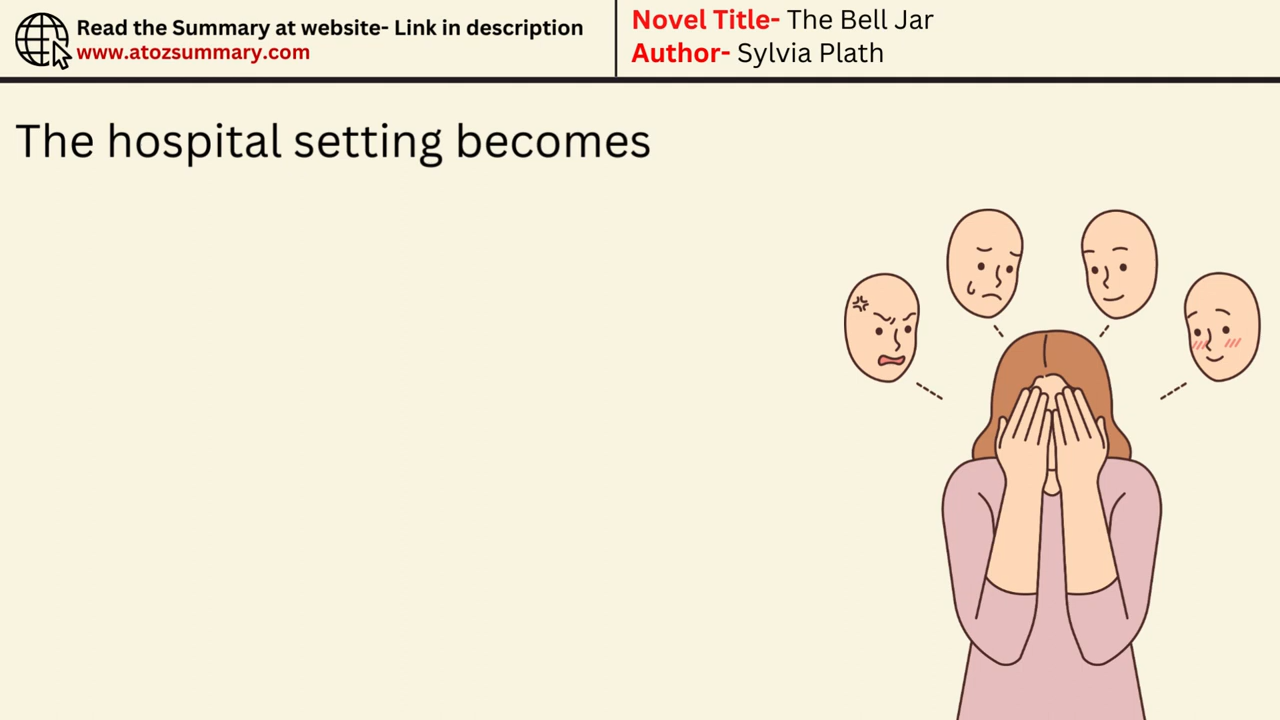 Read the Summary at website- Link in description
www.atozsummary.com
Novel Title- The Bell Jar
Author- Sylvia Plath
The hospital setting becomes